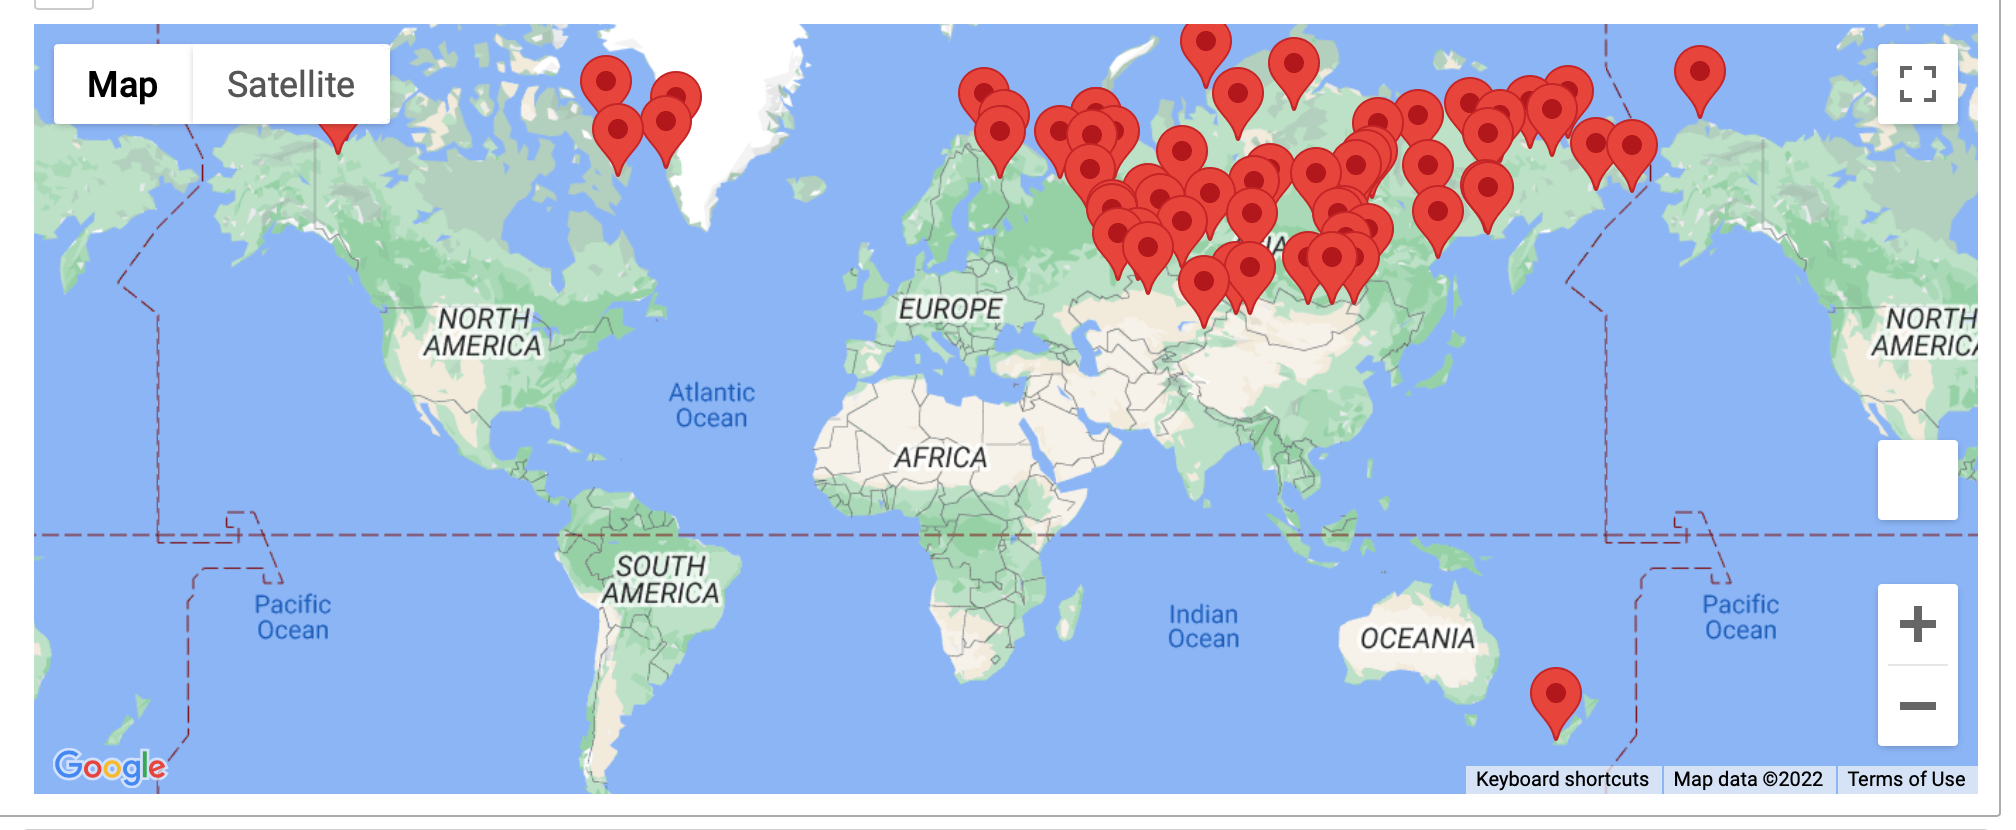 Map
Satellite
NORTH
AMERICA
EUROPE
Atlantic
Ocean
AFRICA
SOUTH
AMERICA
Pacific
Ocean
Indian
Ocean
OCEANIA
Pacific
Ocean
NORTH
AMERICA
Google
Keyboard shortcuts
Map data ©2022
Terms of Use